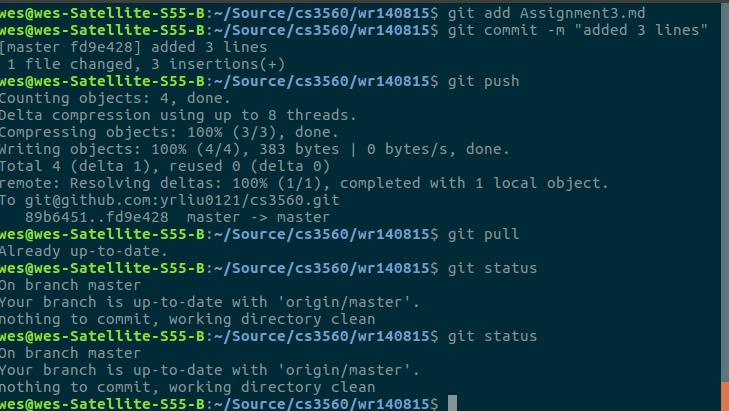 wes@wes-Satellite-S55-B:~/Source/cs3560/wr140815$ git add Assignment3.md
wes@wes-Satellite-S55-B:~/Source/cs3560/wr140815$ git commit -m "added 3 lines"
[master fd9e428] added 3 lines
 1 file changed, 3 insertions(+)
wes@wes-Satellite-S55-B:~/Source/cs3560/wr140815$ git push
Counting objects: 4, done.
Delta compression using up to 8 threads.
Compressing objects: 100% (3/3), done.
Writing objects: 100% (4/4), 383 bytes | 0 bytes/s, done.
Total 4 (delta 1), reused 0 (delta 0)
remote: Resolving deltas: 100% (1/1), completed with 1 local object.
To git@github.com:yrliu0121/cs3560.git
   89b6451..fd9e428  master -> master
wes@wes-Satellite-S55-B:~/Source/cs3560/wr140815$ git pull
Already up-to-date.
wes@wes-Satellite-S55-B:~/Source/cs3560/wr140815$ git status
On branch master
Your branch is up-to-date with 'origin/master'.
nothing to commit, working directory clean
wes@wes-Satellite-S55-B:~/Source/cs3560/wr140815$ git status
On branch master
Your branch is up-to-date with 'origin/master'.
nothing to commit, working directory clean
wes@wes-Satellite-S55-B:~/Source/cs3560/wr140815$